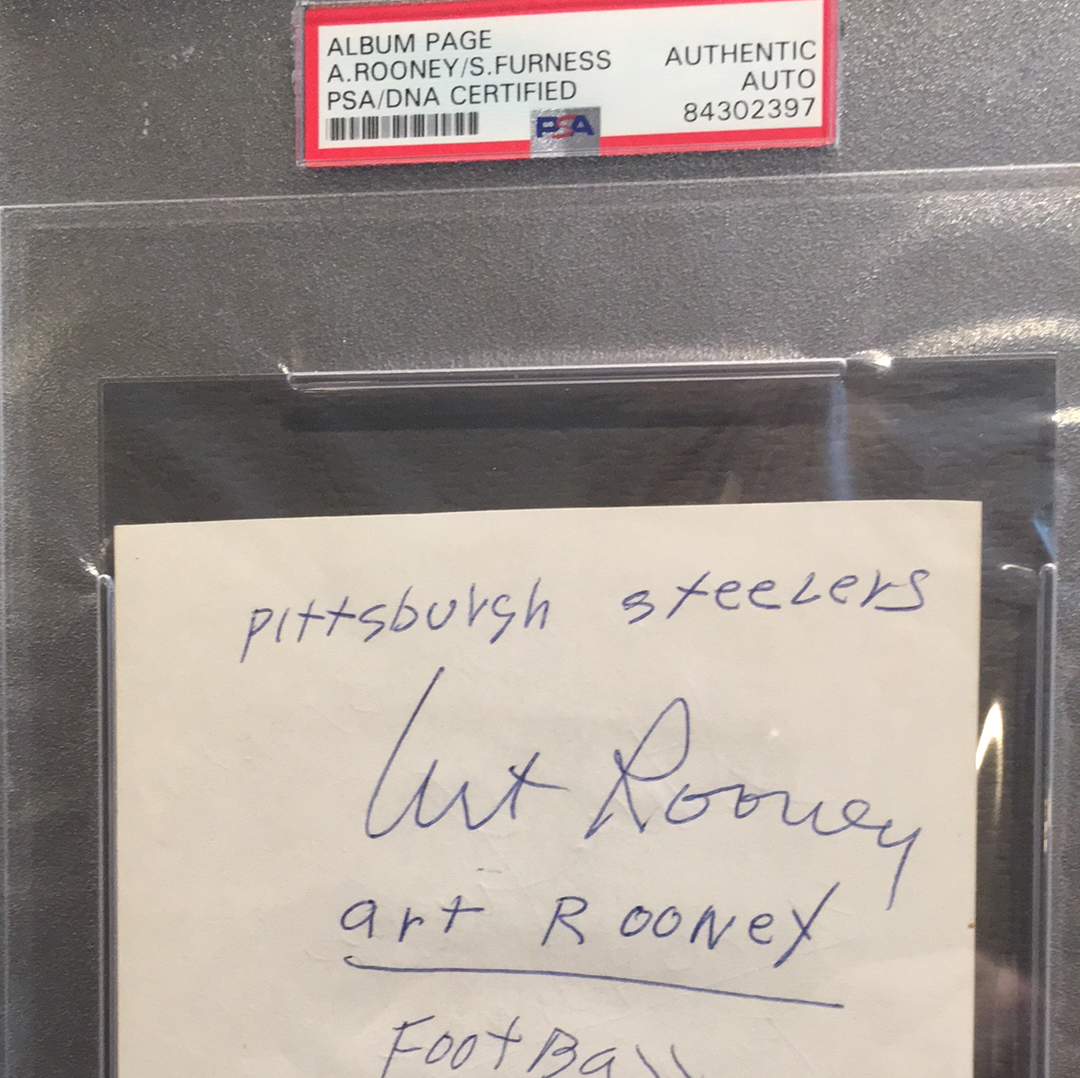 ALBUM PAGE
A.ROONEY/S.FURNESS
PSA/DNA CERTIFIED
AUTHENTIC
AUTO
84302397
PSA
pittsburgh steelers
Art Rooney
art Rooney
FootBall